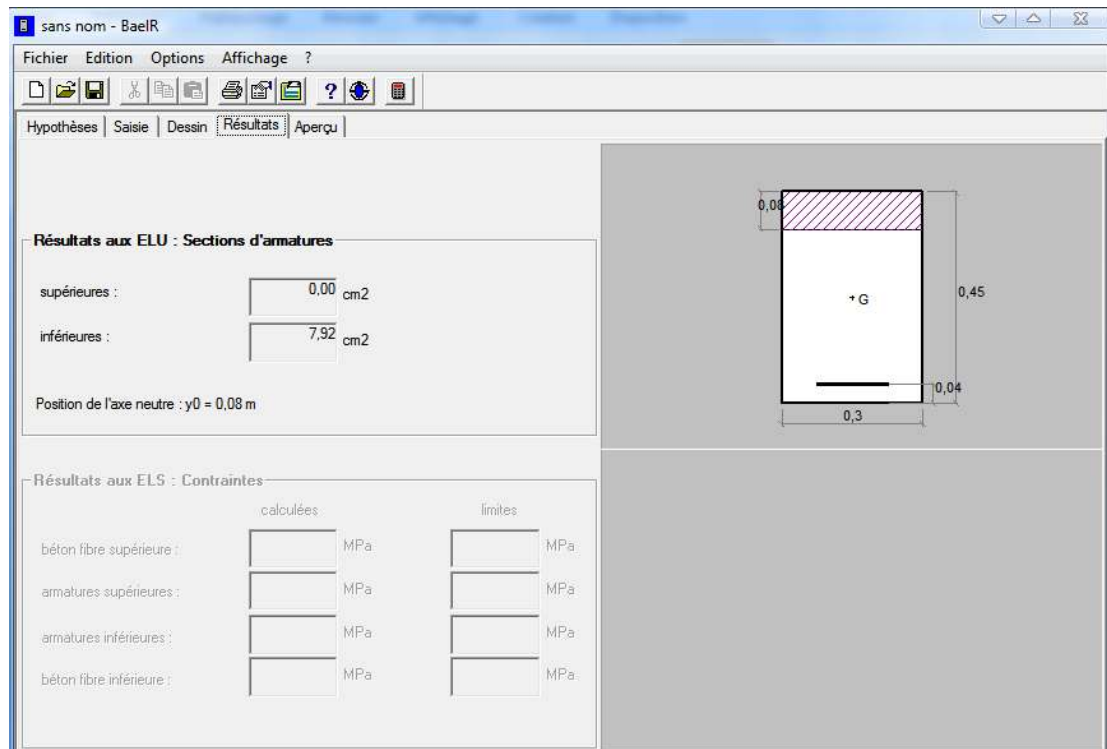 sans nom - BaelR
Fichier Edition Options Affichage ?
Hypothèses Saisie Dessin Résultats Aperçu
Résultats aux ELU : Sections d'armatures
supérieures : 0,00 cm2
inférieures : 7,92 cm2
Position de l'axe neutre : y0 = 0,08 m
Résultats aux ELS : Contraintes
calculées limites
béton fibre supérieure : MPa MPa
armatures supérieures : MPa MPa
armatures inférieures : MPa MPa
béton fibre inférieure : MPa MPa
0,08
+ G
0,45
0,04
0,3